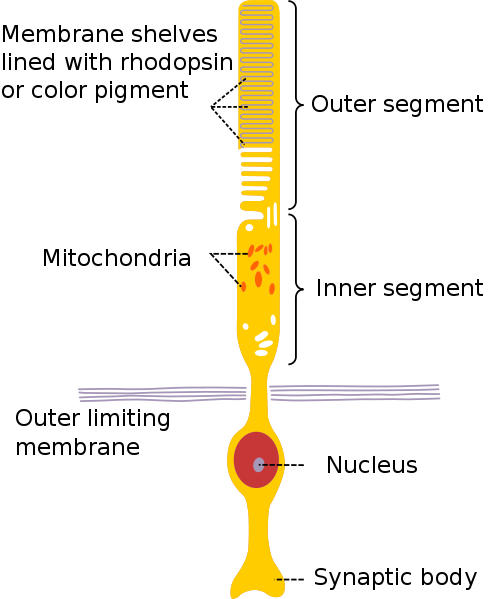 Membrane shelves
lined with rhodopsin
or color pigment
Outer segment
Mitochondria
Inner segment
Outer limiting
membrane
Nucleus
Synaptic body